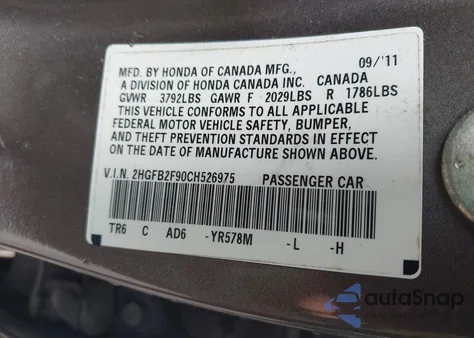 MFD. BY HONDA OF CANADA MFG., 09/'11
A DIVISION OF HONDA CANADA INC. CANADA
GVWR 3792LBS GAWR F 2029LBS R 1786LBS
THIS VEHICLE CONFORMS TO ALL APPLICABLE
FEDERAL MOTOR VEHICLE SAFETY, BUMPER,
AND THEFT PREVENTION STANDARDS IN EFFECT
ON THE DATE OF MANUFACTURE SHOWN ABOVE.
V.I.N. 2HGFB2F90CH526975 PASSENGER CAR
TR6 C AD6 -YR578M -L -H
autoSnap